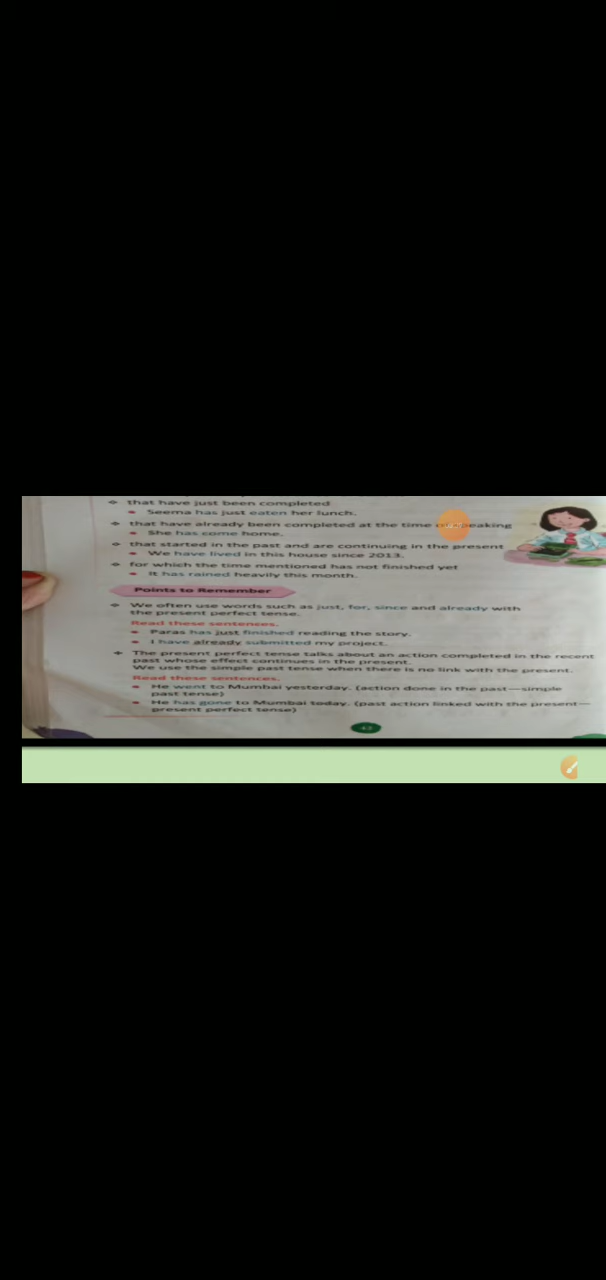 that have just been completed
Seema has just eaten her lunch.
that have already been completed at the time of speaking
She has come home.
that started in the past and are continuing in the present
We have lived in this house since 2013.
for which the time mentioned has not finished yet
It has rained heavily this month.
Points to Remember
We often use words such as just, for, since and already with
the present perfect tense.
Read these sentences.
Paras has just finished reading the story.
I have already submitted my project.
The present perfect tense talks about an action completed in the recent
past whose effect continues in the present.
We use the simple past tense when there is no link with the present.
Read these sentences.
He went to Mumbai yesterday. (action done in the past—simple
past tense)
He has gone to Mumbai today. (past action linked with the present—
present perfect tense)
43